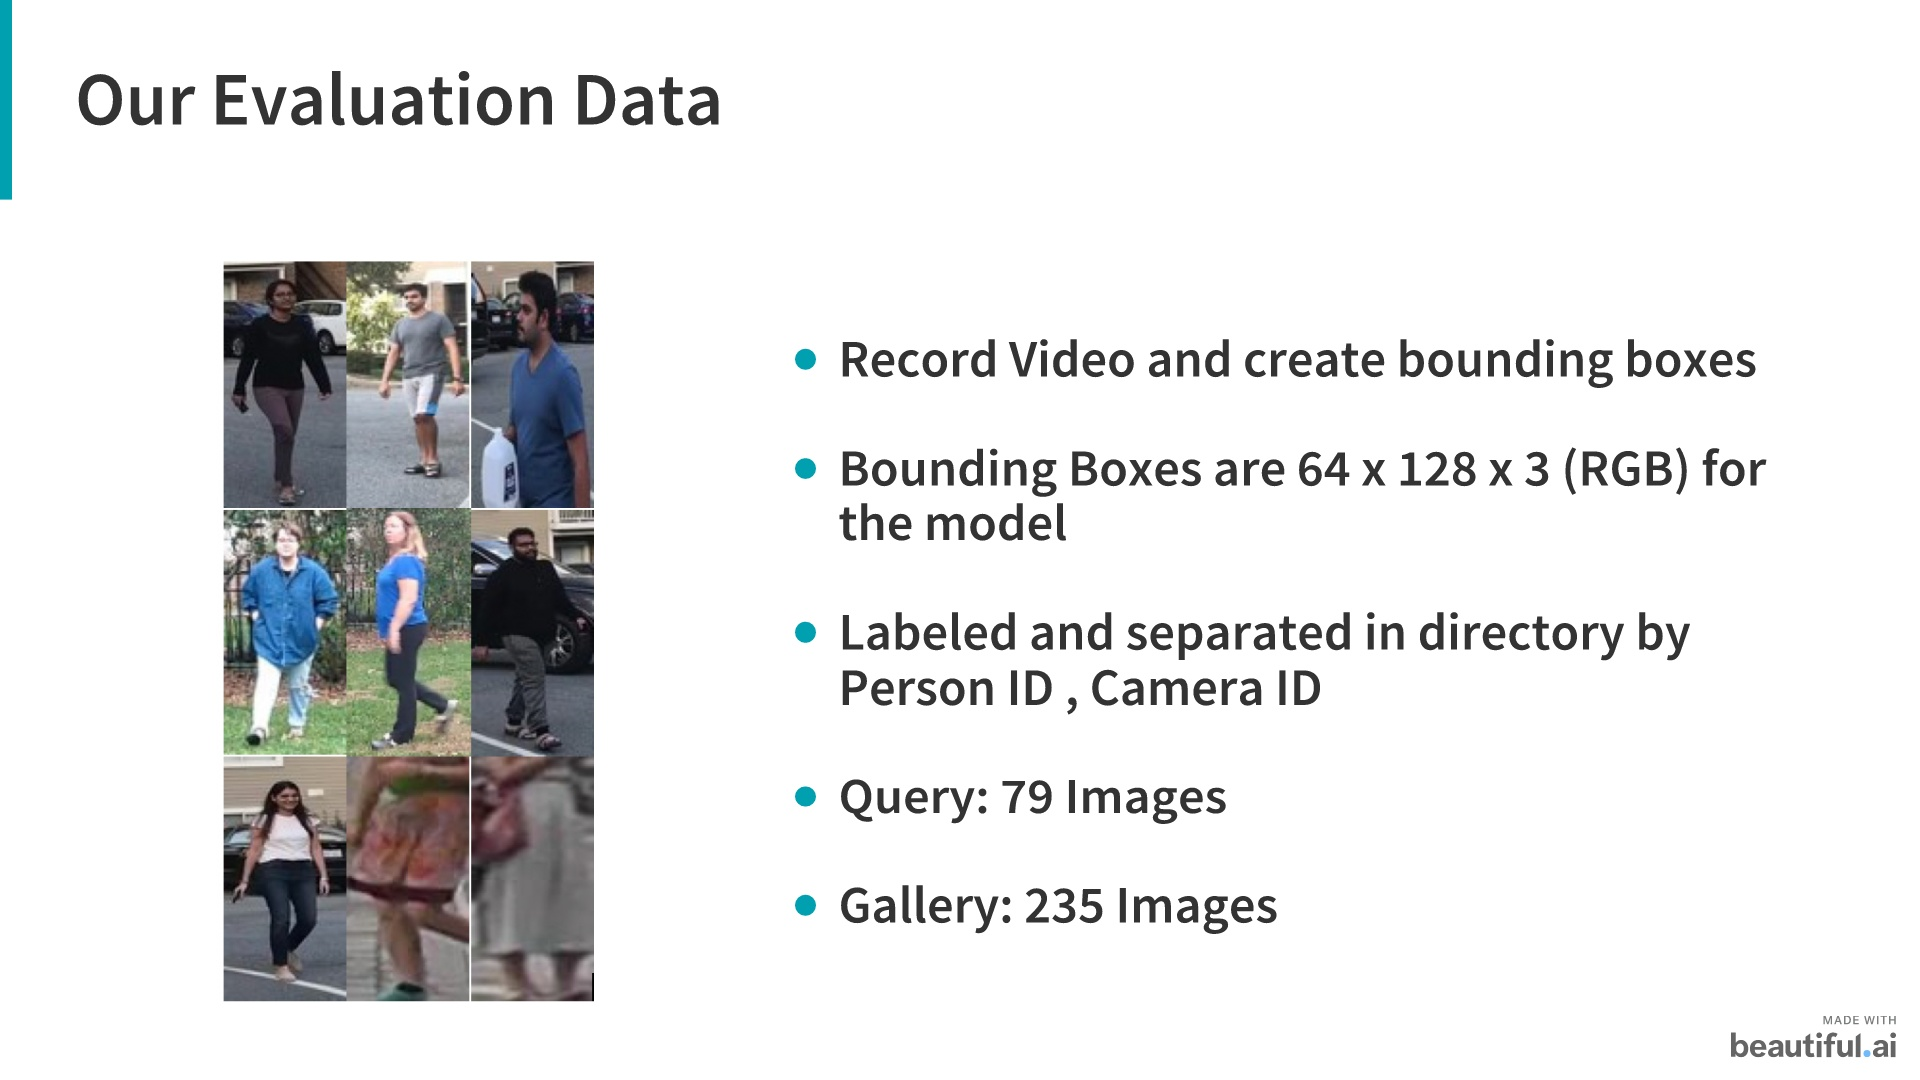 Our Evaluation Data
Record Video and create bounding boxes
Bounding Boxes are 64 x 128 x 3 (RGB) for
the model
Labeled and separated in directory by
Person ID , Camera ID
Query: 79 Images
Gallery: 235 Images
MADE WITH
beautiful.ai